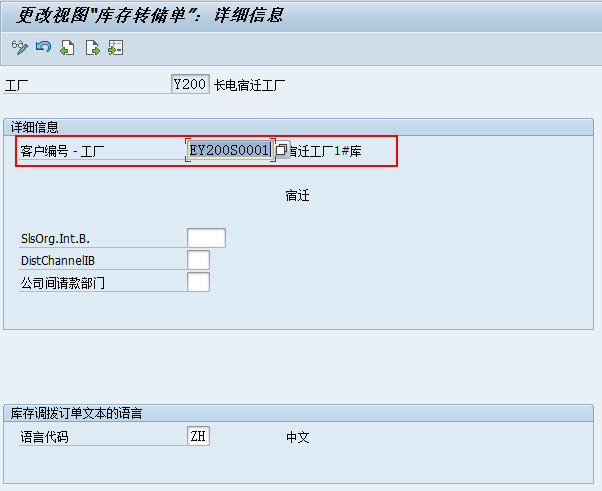 更改视图"库存转储单": 详细信息
工厂 Y200 长电宿迁工厂
详细信息
客户编号 - 工厂 EY200S0001 宿迁工厂1#库
宿迁
SlsOrg.Int.B.
DistChannelIB
公司间请款部门
库存调拨订单文本的语言
语言代码 ZH 中文